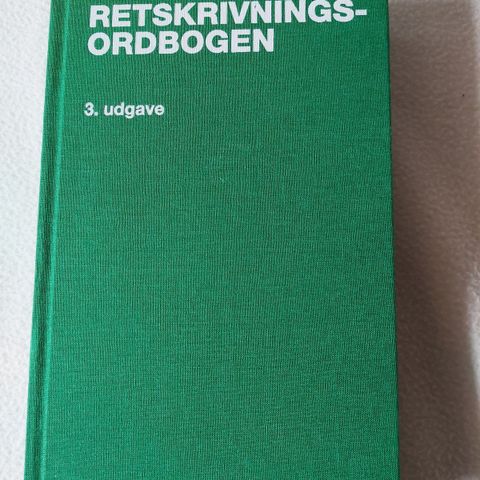 RETSKRIVNINGS-
ORDBOGEN
3. udgave